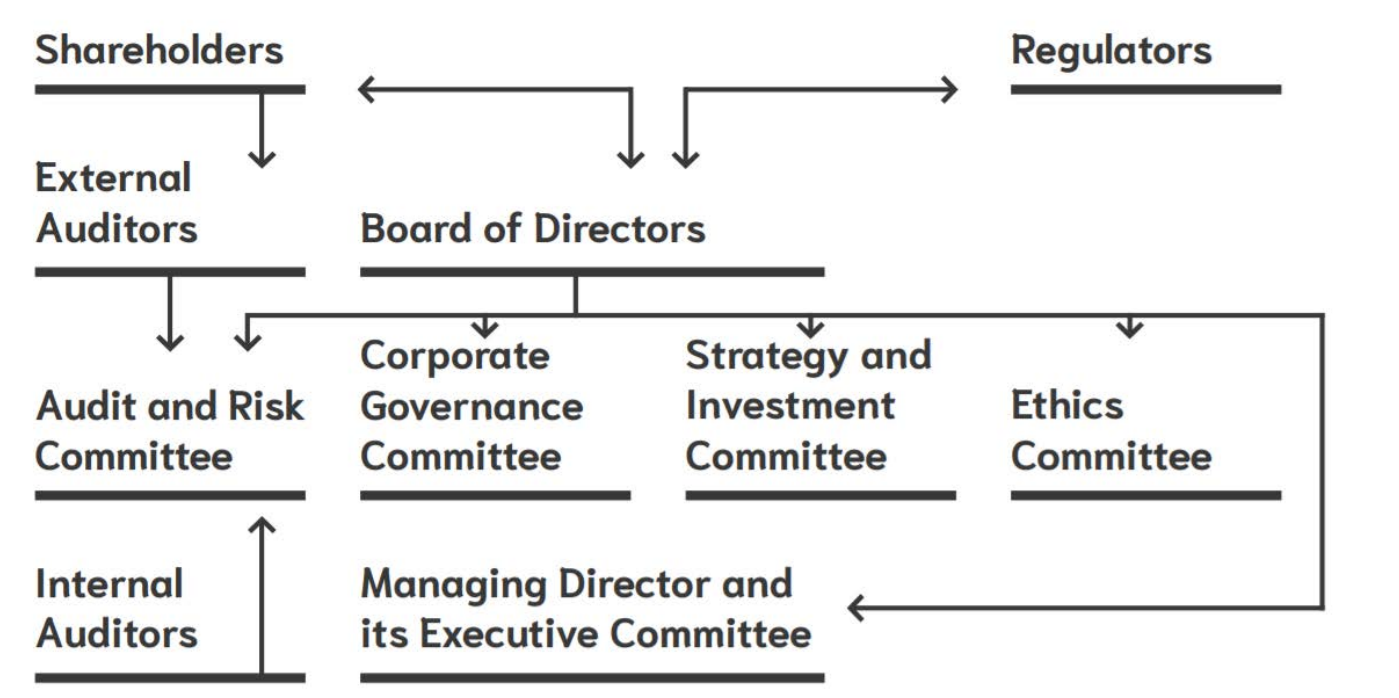 Shareholders
Regulators
External
Auditors
Board of Directors
Audit and Risk
Committee
Corporate
Governance
Committee
Strategy and
Investment
Committee
Ethics
Committee
Internal
Auditors
Managing Director and
its Executive Committee